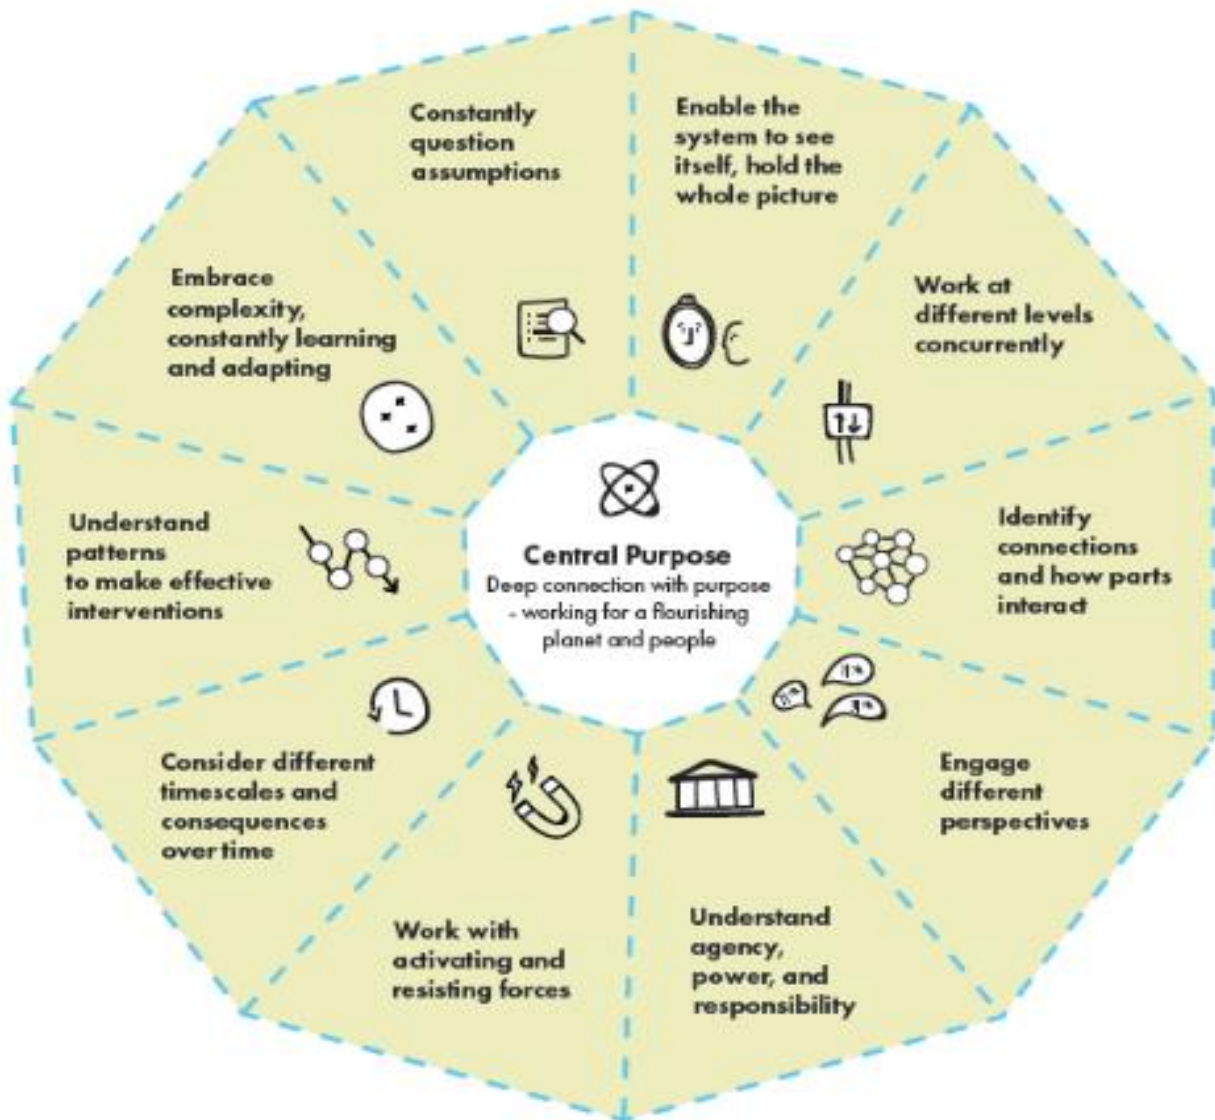 Constantly
question
assumptions
Enable the
system to see
itself, hold the
whole picture
Work at
different levels
concurrently
Identify
connections
and how parts
interact
Engage
different
perspectives
Understand
agency,
power, and
responsibility
Work with
activating and
resisting forces
Consider different
timescales and
consequences
over time
Understand
patterns
to make effective
interventions
Embrace
complexity,
constantly learning
and adapting
Central Purpose
Deep connection with purpose
- working for a flourishing
planet and people